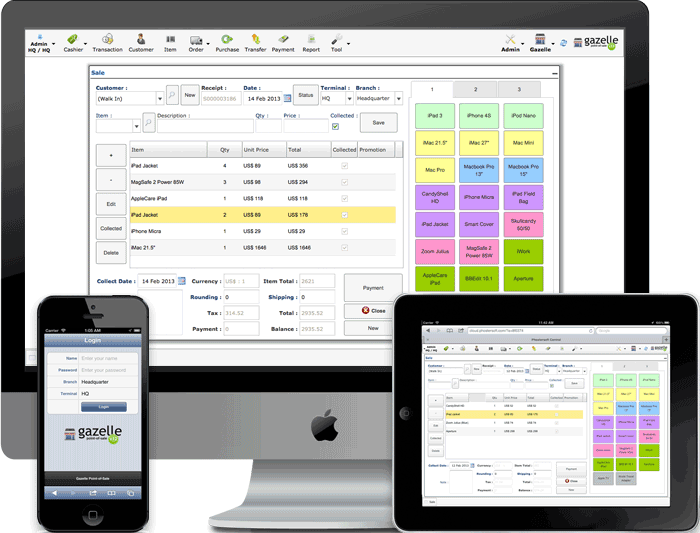 Admin
HQ / HQ
Cashier
Transaction
Customer
Item
Order
Purchase
Transfer
Payment
Report
Tool
Admin
Gazelle
gazelle
point-of-sale
Sale
Customer :
Receipt :
Date :
Terminal :
Branch :
(Walk In)
New
S000003186
14 Feb 2013
Status
HQ
Headquarter
Item :
Description :
Qty :
Price :
Collected :
Save
Item Qty Unit Price Total Collected Promotion
iPad Jacket 4 US$ 89 US$ 356
MagSafe 2 Power 85W 3 US$ 98 US$ 294
AppleCare iPad 1 US$ 118 US$ 118
iPad Jacket 2 US$ 89 US$ 178
iPhone Micra 1 US$ 29 US$ 29
iMac 21.5" 1 US$ 1646 US$ 1646
+
-
Edit
Collected
Delete
Collect Date : 14 Feb 2013 Currency : US$ : 1 Item Total : 2621
Rounding : 0 Shipping : 0
Tax : 314.52 Total : 2935.52
Payment : 0 Balance : 2935.52
Payment
Close
New
1 2 3
iPad 3 iPhone 4S iPod Nano
iMac 21.5" iMac 27" Mac Mini
Mac Pro Macbook Pro 13" Macbook Pro 15"
CandyShell HD iPhone Micra iPad Field Bag
iPad Jacket Smart Cover Skullcandy 50/50
Zoom Julius MagSafe 2 Power 85W iWork
AppleCare iPad BBEdit 10.1 Aperture
1:05 AM
Login
Name Enter your name
Password Enter your password
Branch Headquarter
Terminal HQ
Login
gazelle
point-of-sale
Gazelle Point-of-Sale